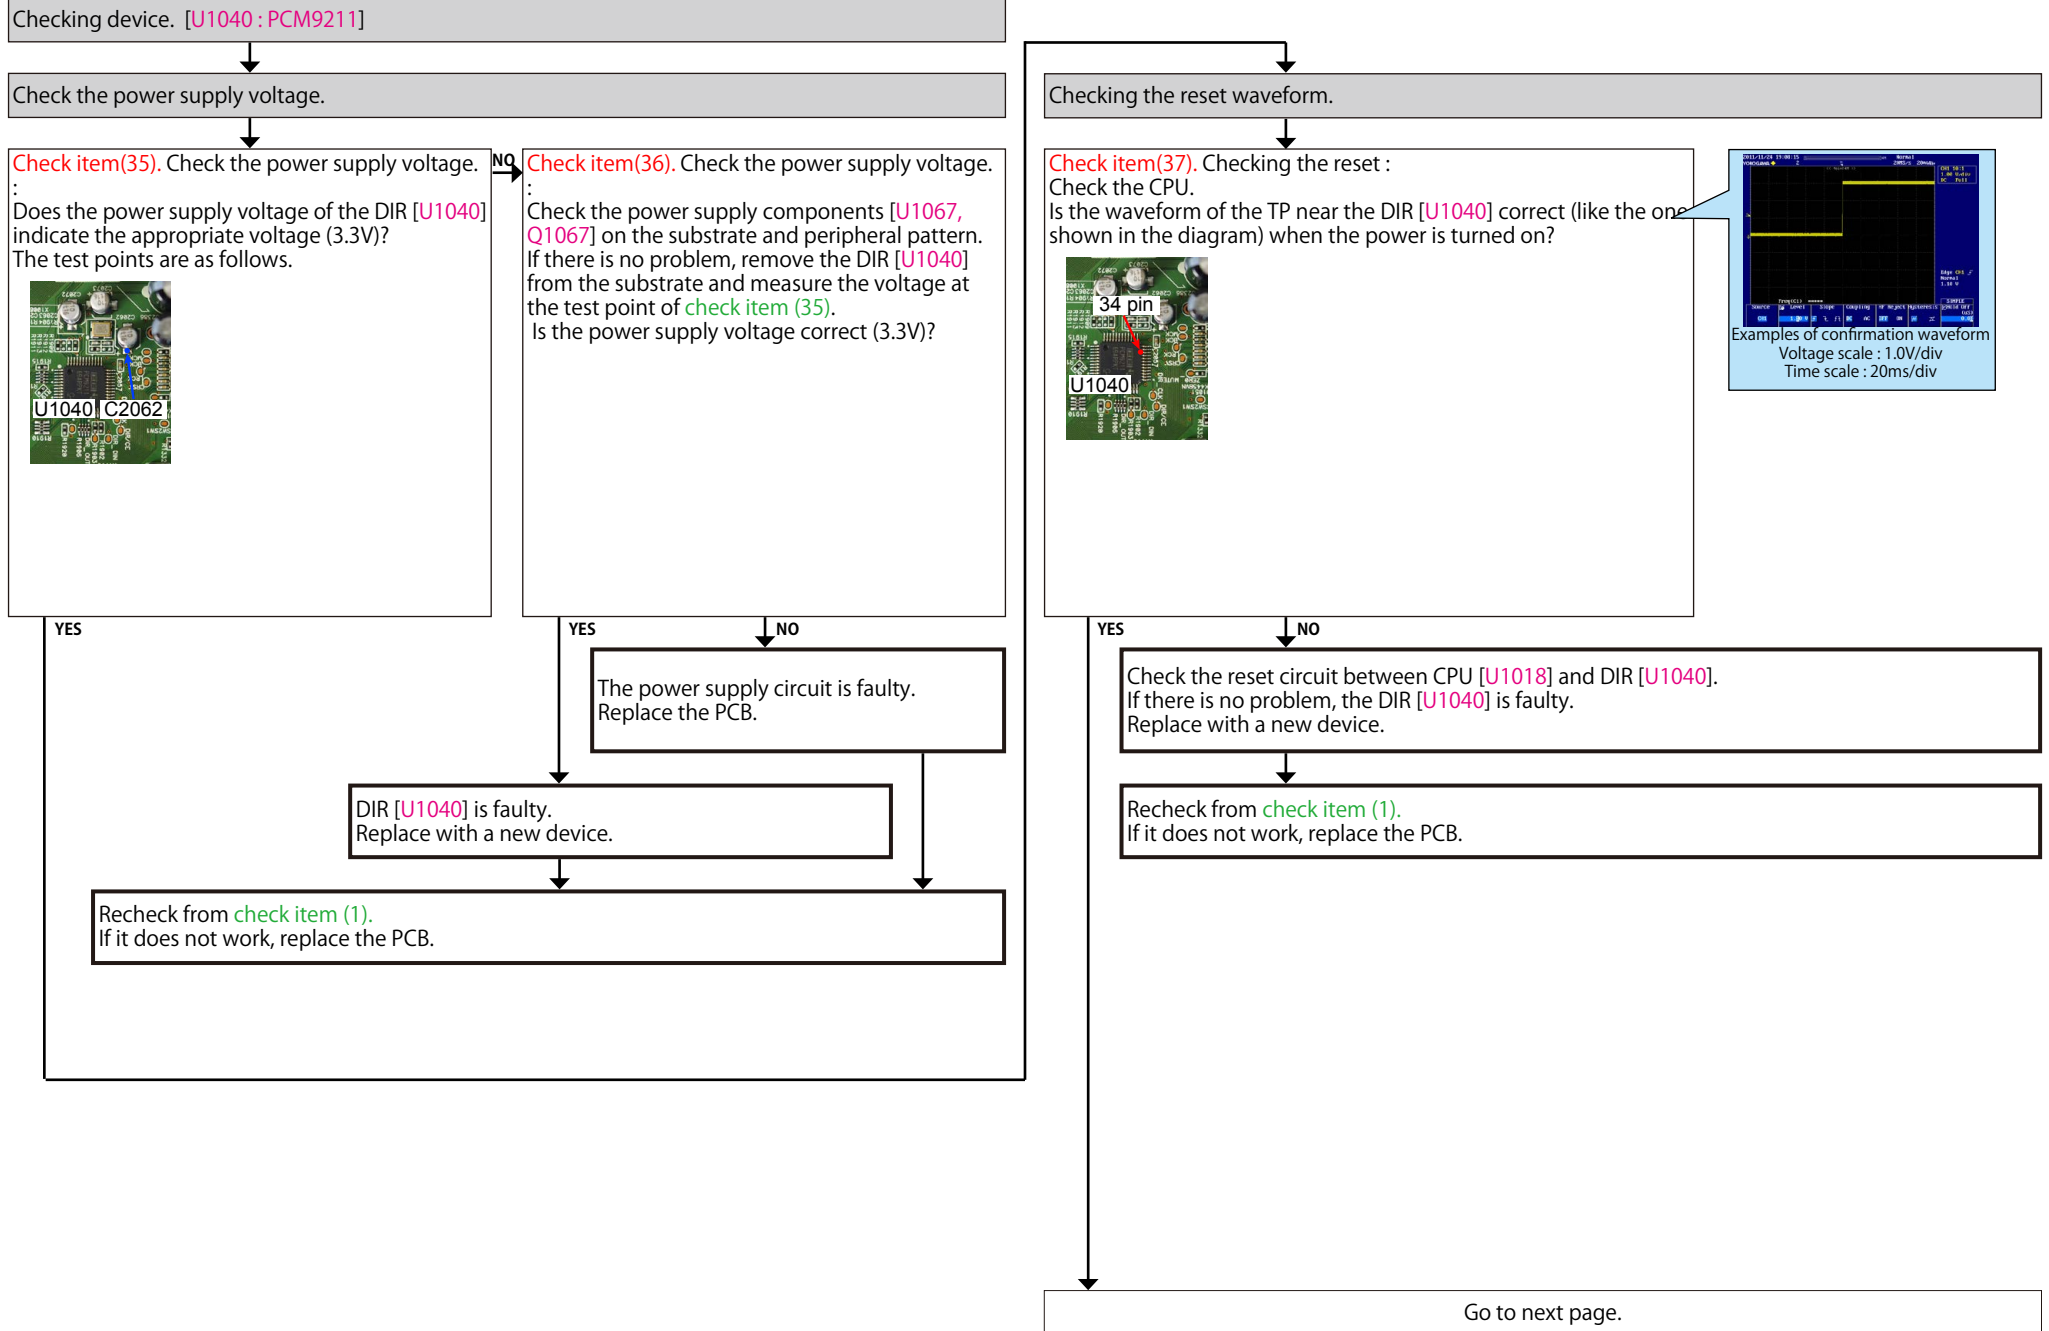 Checking device. [U1040 : PCM9211]
Check the power supply voltage.
Check item(35). Check the power supply voltage.
:
Does the power supply voltage of the DIR [U1040]
indicate the appropriate voltage (3.3V)?
The test points are as follows.
U1040
C2062
YES
NO
Check item(36). Check the power supply voltage.
:
Check the power supply components [U1067,
Q1067] on the substrate and peripheral pattern.
If there is no problem, remove the DIR [U1040]
from the substrate and measure the voltage at
the test point of check item (35).
Is the power supply voltage correct (3.3V)?
YES
NO
The power supply circuit is faulty.
Replace the PCB.
DIR [U1040] is faulty.
Replace with a new device.
Recheck from check item (1).
If it does not work, replace the PCB.
Checking the reset waveform.
Check item(37). Checking the reset :
Check the CPU.
Is the waveform of the TP near the DIR [U1040] correct (like the one
shown in the diagram) when the power is turned on?
34 pin
U1040
2011/11/24 19:08:15
Normal
Examples of confirmation waveform
Voltage scale : 1.0V/div
Time scale : 20ms/div
YES
NO
Check the reset circuit between CPU [U1018] and DIR [U1040].
If there is no problem, the DIR [U1040] is faulty.
Replace with a new device.
Recheck from check item (1).
If it does not work, replace the PCB.
Go to next page.